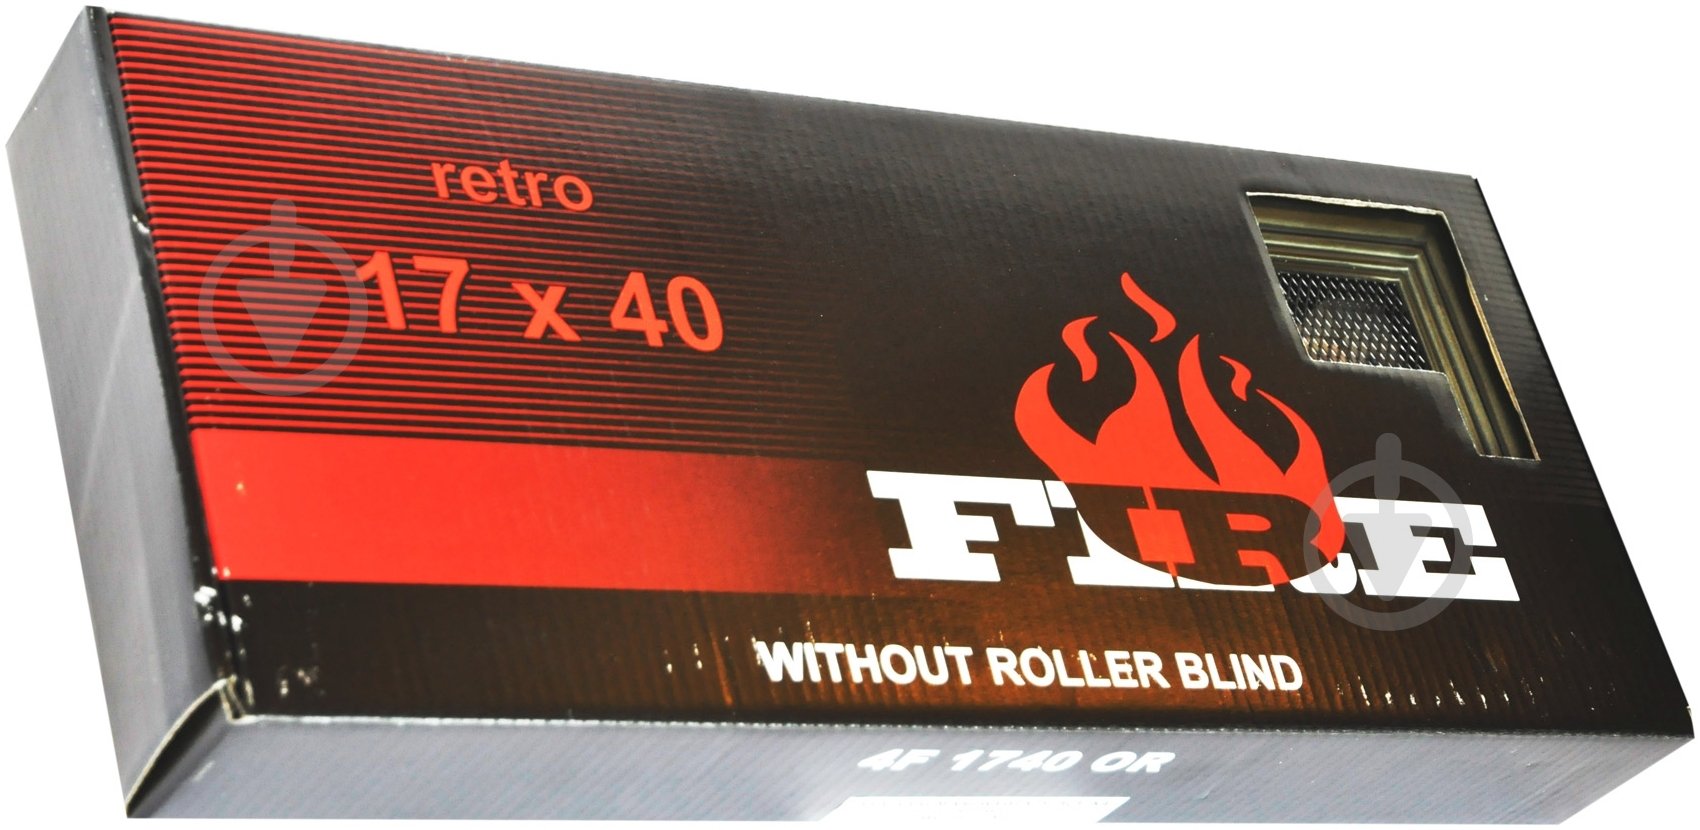 retro
17 x 40
FIRE
WITHOUT ROLLER BLIND
4F 1740 OR